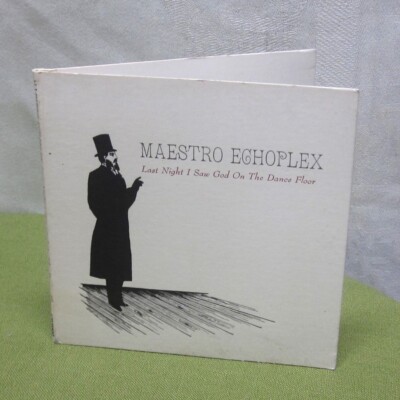 MAESTRO ECHOPLEX
Last Night I Saw God On The Dance Floor